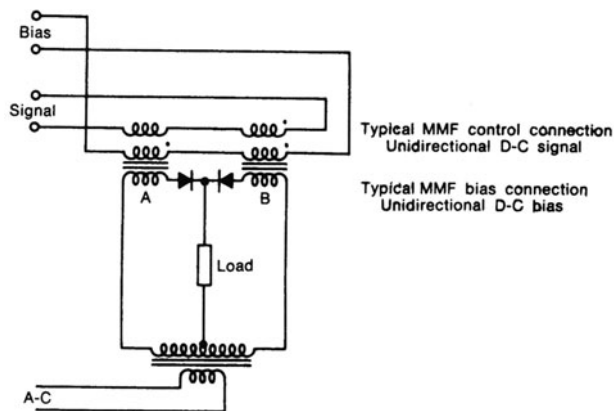 Bias
Signal
Typical MMF control connection
Unidirectional D-C signal
Typical MMF bias connection
Unidirectional D-C bias
A
B
Load
A-C